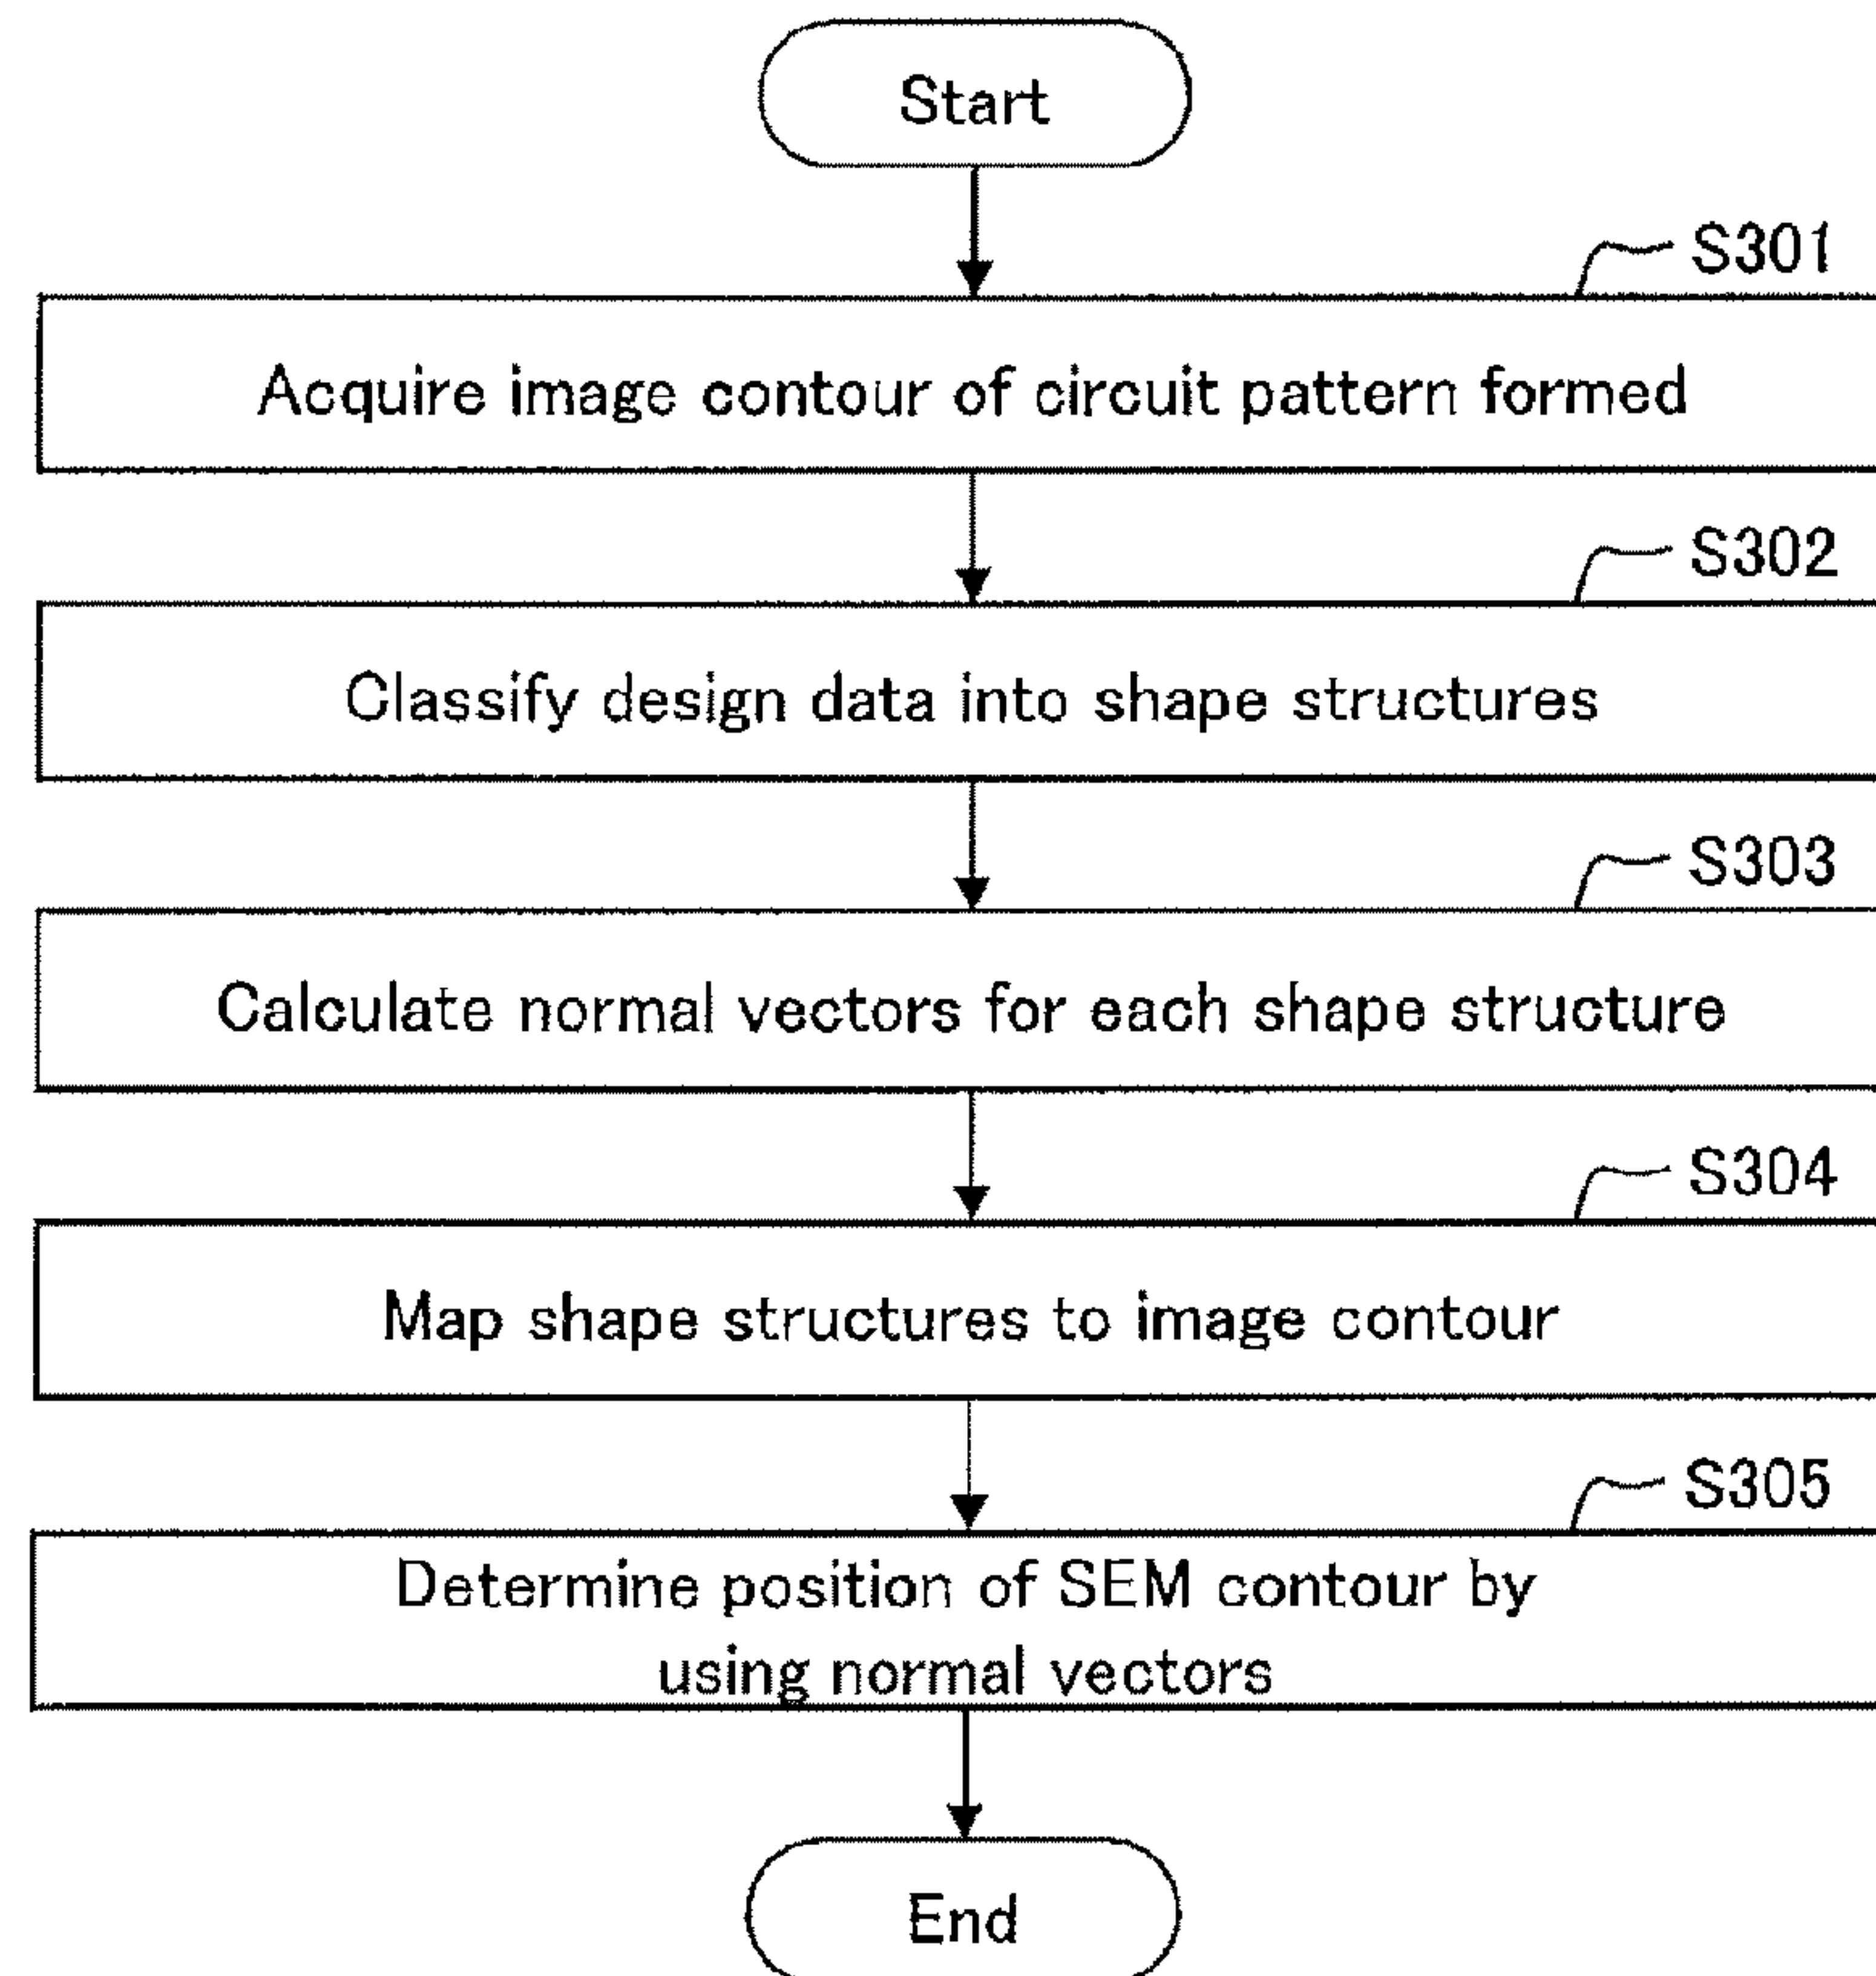 Start
S301
Acquire image contour of circuit pattern formed
S302
Classify design data into shape structures
S303
Calculate normal vectors for each shape structure
S304
Map shape structures to image contour
S305
Determine position of SEM contour by
using normal vectors
End